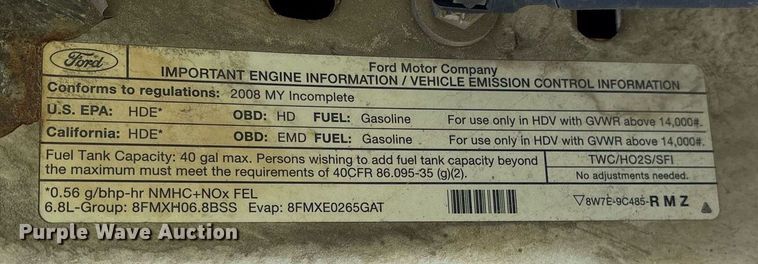 Ford
Ford Motor Company
IMPORTANT ENGINE INFORMATION / VEHICLE EMISSION CONTROL INFORMATION
Conforms to regulations: 2008 MY Incomplete
U.S. EPA: HDE* OBD: HD FUEL: Gasoline For use only in HDV with GVWR above 14,000#.
California: HDE* OBD: EMD FUEL: Gasoline For use only in HDV with GVWR above 14,000#.
Fuel Tank Capacity: 40 gal max. Persons wishing to add fuel tank capacity beyond
the maximum must meet the requirements of 40CFR 86.095-35 (g)(2).
TWC/HO2S/SFI
No adjustments needed.
*0.56 g/bhp-hr NMHC+NOx FEL
6.8L-Group: 8FMXH06.8BSS Evap: 8FMXE0265GAT
8W7E-9C485-RMZ
Purple Wave Auction